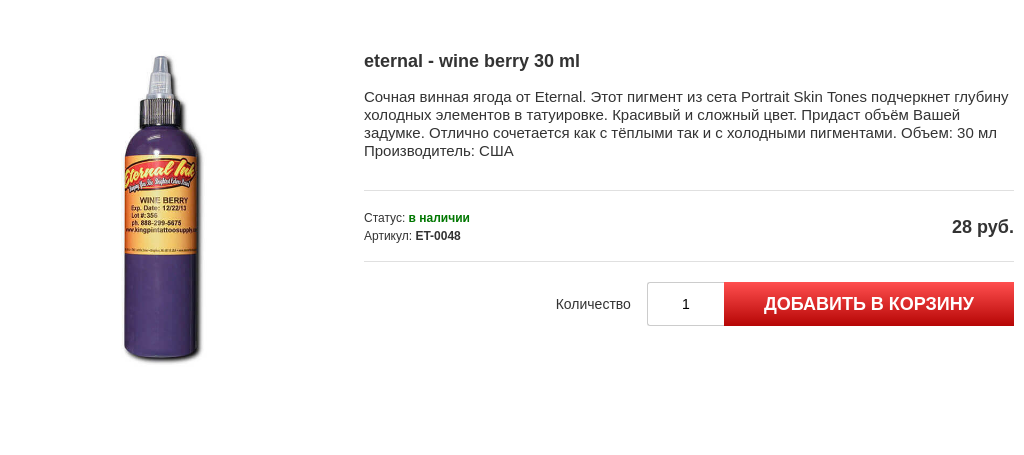 eternal - wine berry 30 ml
Сочная винная ягода от Eternal. Этот пигмент из сета Portrait Skin Tones подчеркнет глубину
холодных элементов в татуировке. Красивый и сложный цвет. Придаст объём Вашей
задумке. Отлично сочетается как с тёплыми так и с холодными пигментами. Объем: 30 мл
Производитель: США
Eternal Ink
WINE BERRY
Exp. Date: 12/22/13
Lot #:356
ph. 888-299-5675
www.kingpintattoosupply.c
Статус: в наличии
Артикул: ET-0048
28 руб.
Количество
1
ДОБАВИТЬ В КОРЗИНУ